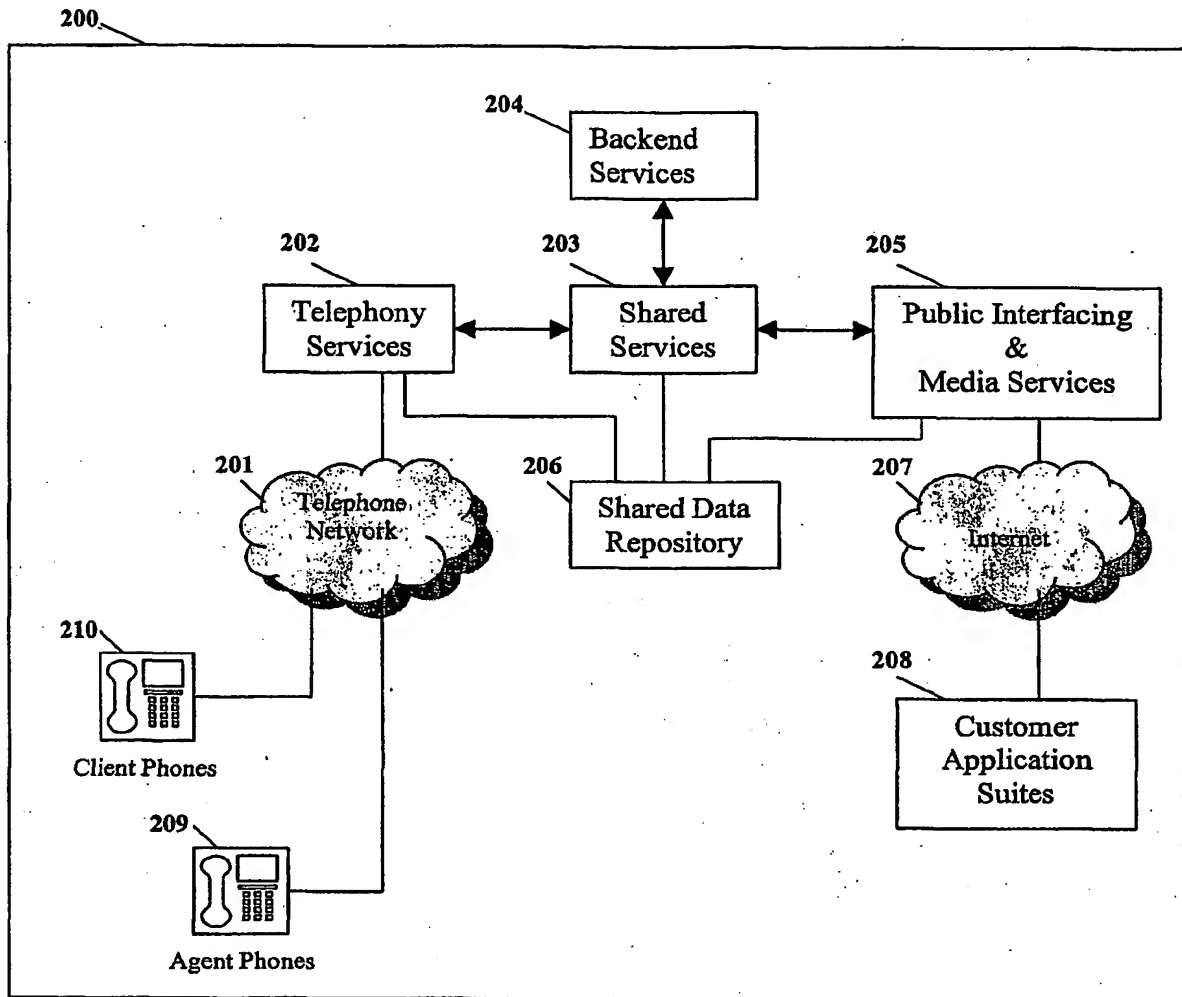 200
204
Backend
Services
202
Telephony
Services
203
Shared
Services
205
Public Interfacing
&
Media Services
201
Telephone
Network
206
Shared Data
Repository
207
Internet
210
Client Phones
208
Customer
Application
Suites
209
Agent Phones